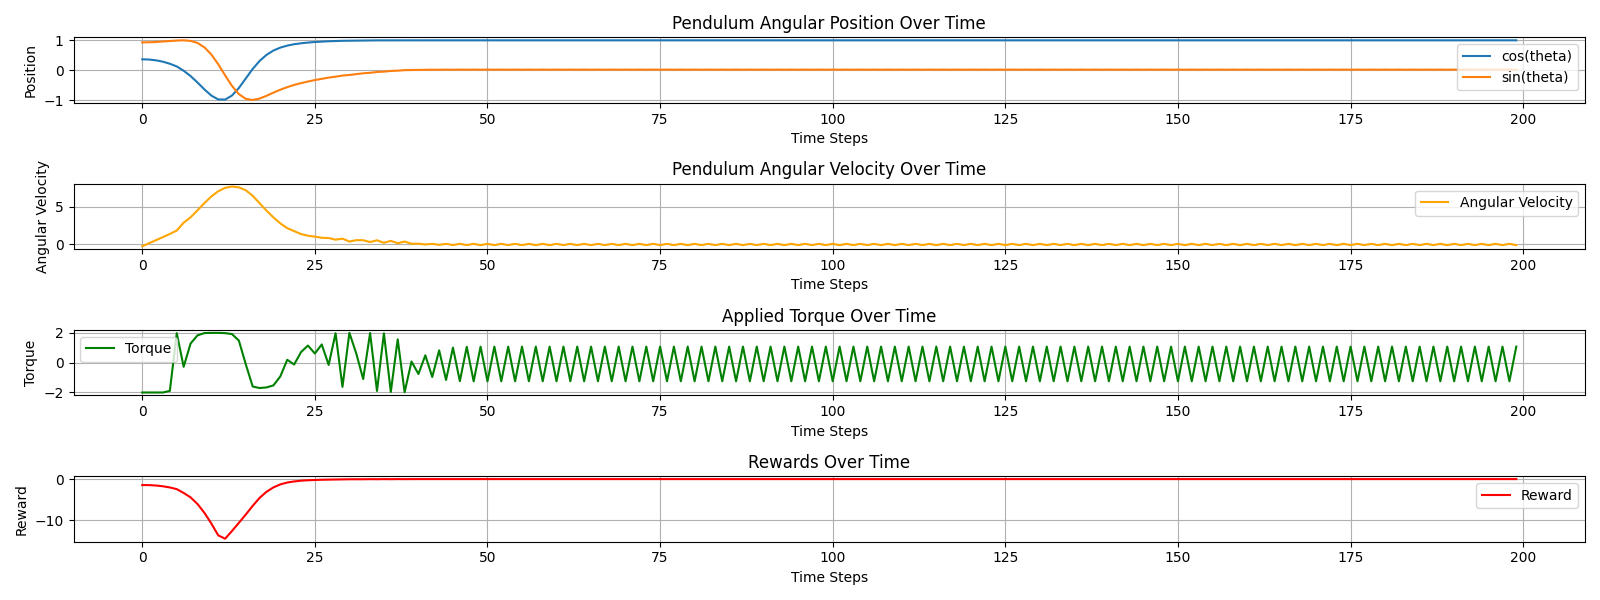 Pendulum Angular Position Over Time
Position
1
0
−1
cos(theta)
sin(theta)
0 25 50 75 100 125 150 175 200
Time Steps
Pendulum Angular Velocity Over Time
Angular Velocity
5
0
Angular Velocity
0 25 50 75 100 125 150 175 200
Time Steps
Applied Torque Over Time
Torque
2
0
−2
Torque
0 25 50 75 100 125 150 175 200
Time Steps
Rewards Over Time
Reward
0
−10
Reward
0 25 50 75 100 125 150 175 200
Time Steps